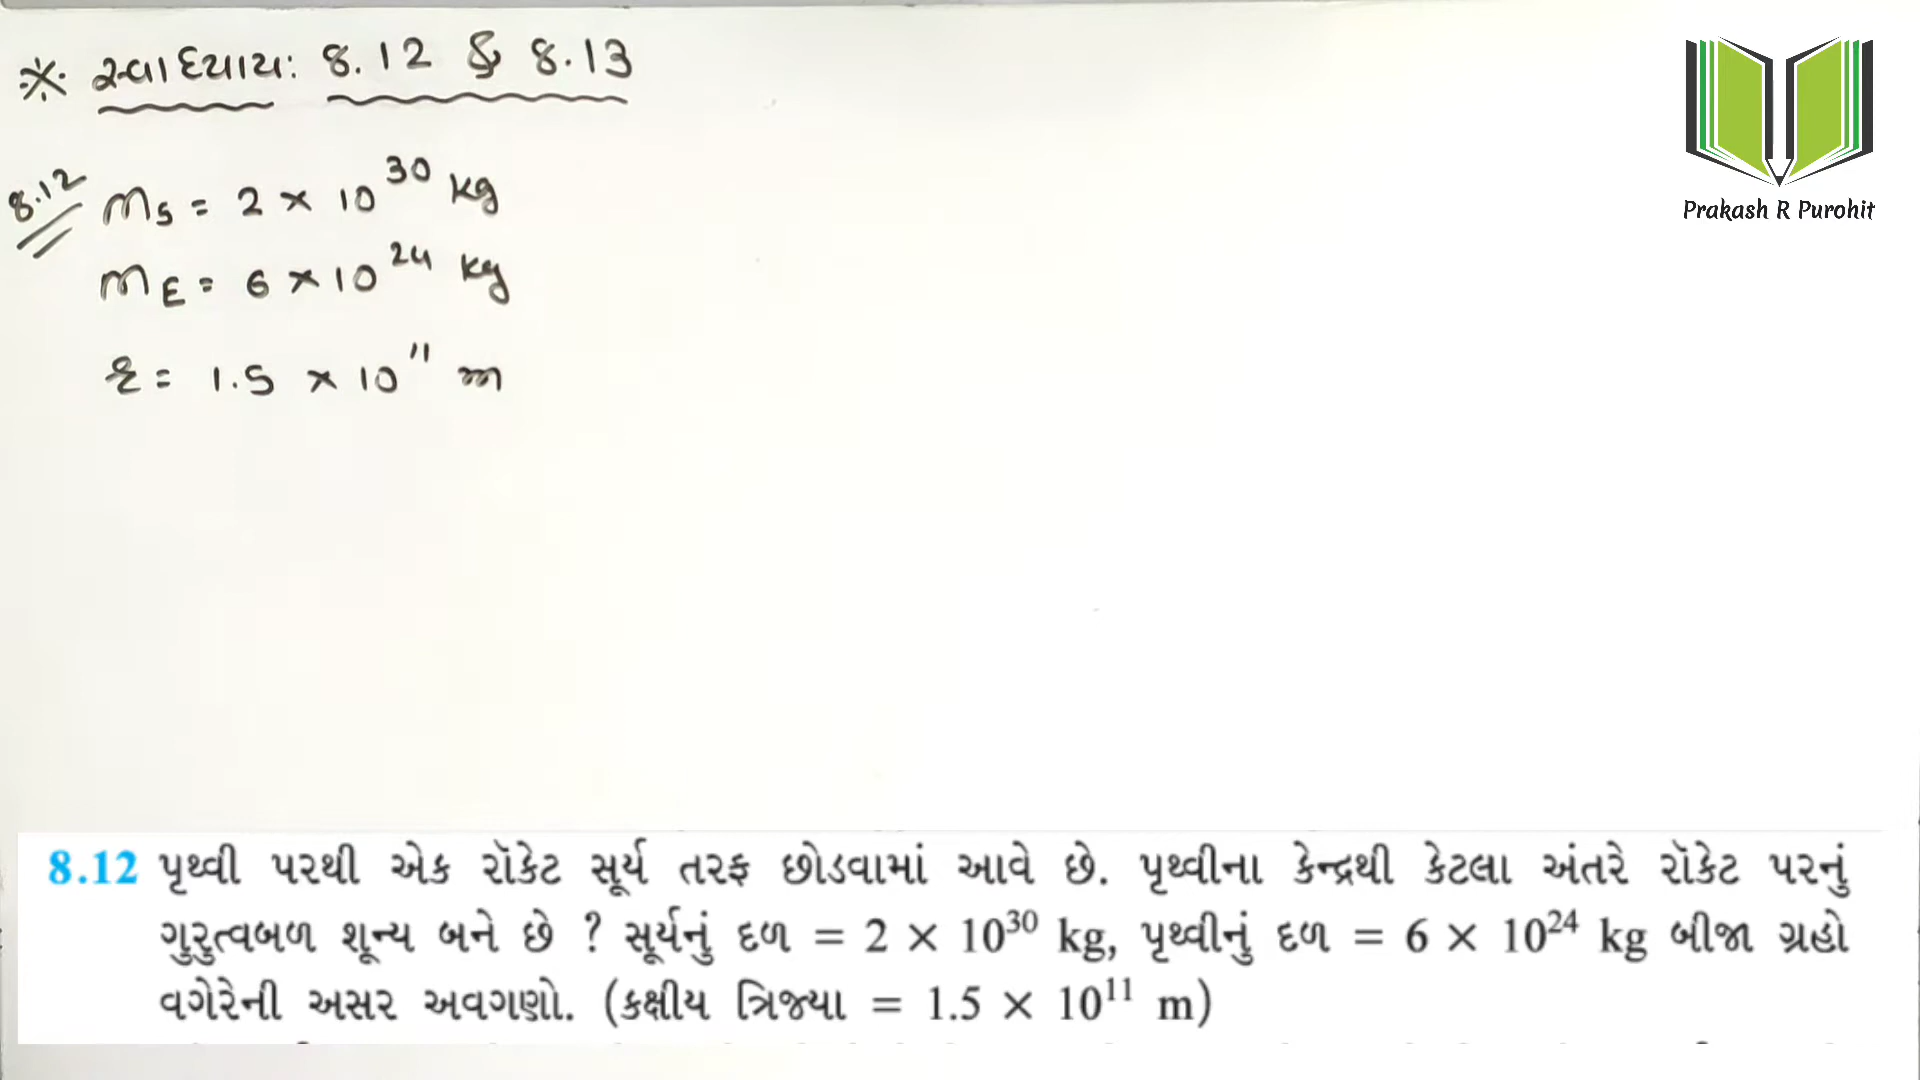 * સ્વાધ્યાય: 8.12 & 8.13
8.12 mS = 2 × 10^30 kg
mE = 6 × 10^24 kg
r = 1.5 × 10^11 m
Prakash R Purohit
8.12 પૃથ્વી પરથી એક રૉકેટ સૂર્ય તરફ છોડવામાં આવે છે. પૃથ્વીના કેન્દ્રથી કેટલા અંતરે રૉકેટ પરનું
ગુરુત્વબળ શૂન્ય બને છે ? સૂર્યનું દળ = 2 × 10^30 kg, પૃથ્વીનું દળ = 6 × 10^24 kg બીજા ગ્રહો
વગેરેની અસર અવગણો. (કક્ષીય ત્રિજ્યા = 1.5 × 10^11 m)